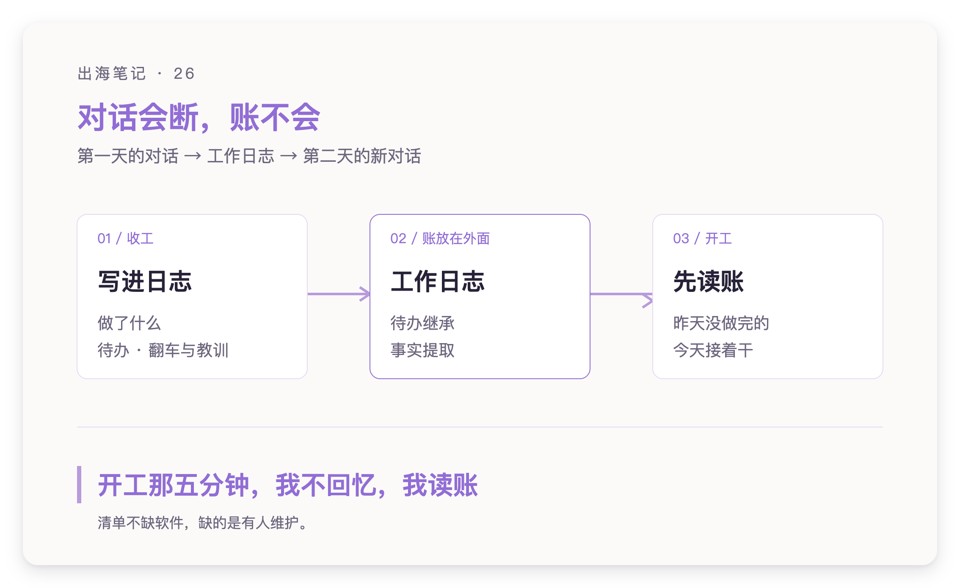 出海笔记 · 26
对话会断，账不会
第一天的对话 → 工作日志 → 第二天的新对话
01 / 收工
写进日志
做了什么
待办 · 翻车与教训
02 / 账放在外面
工作日志
待办继承
事实提取
03 / 开工
先读账
昨天没做完的
今天接着干
开工那五分钟，我不回忆，我读账
清单不缺软件，缺的是有人维护。